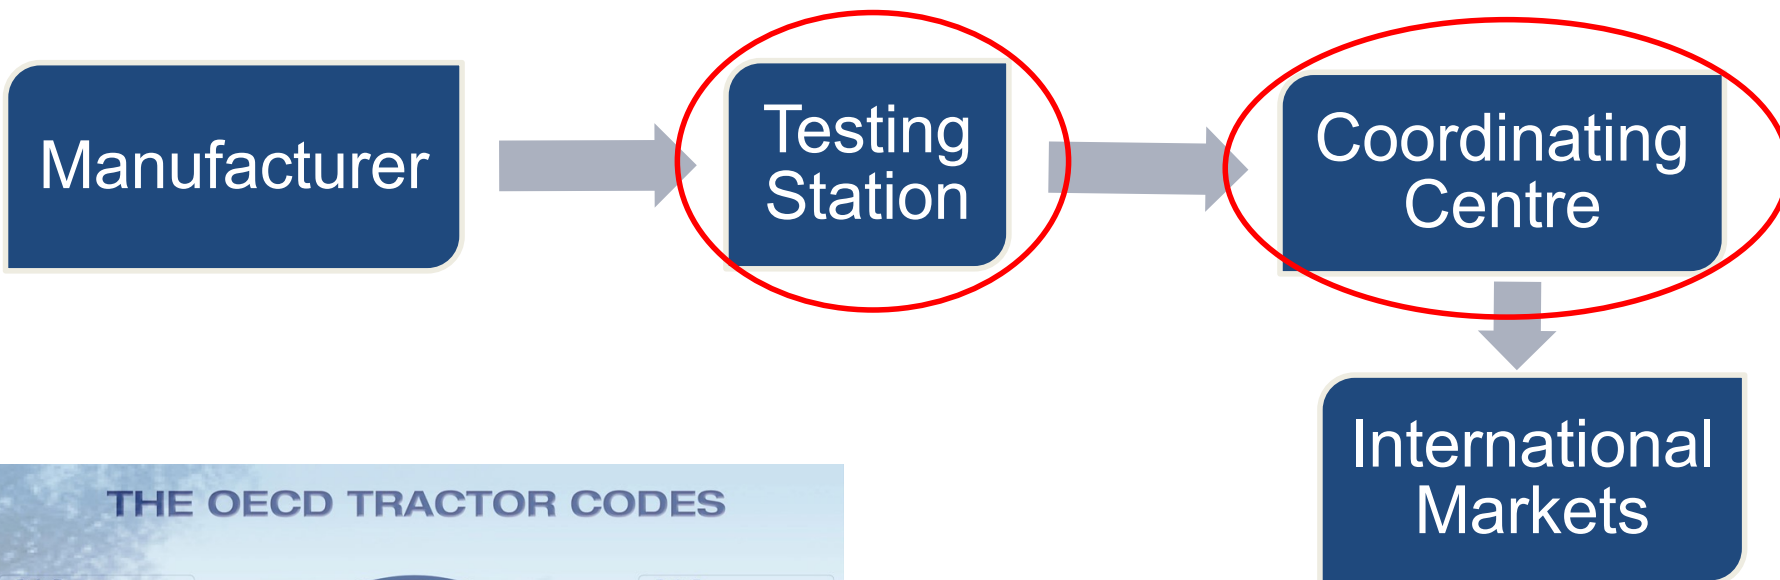 Manufacturer
Testing
Station
Coordinating
Centre
International
Markets
THE OECD TRACTOR CODES